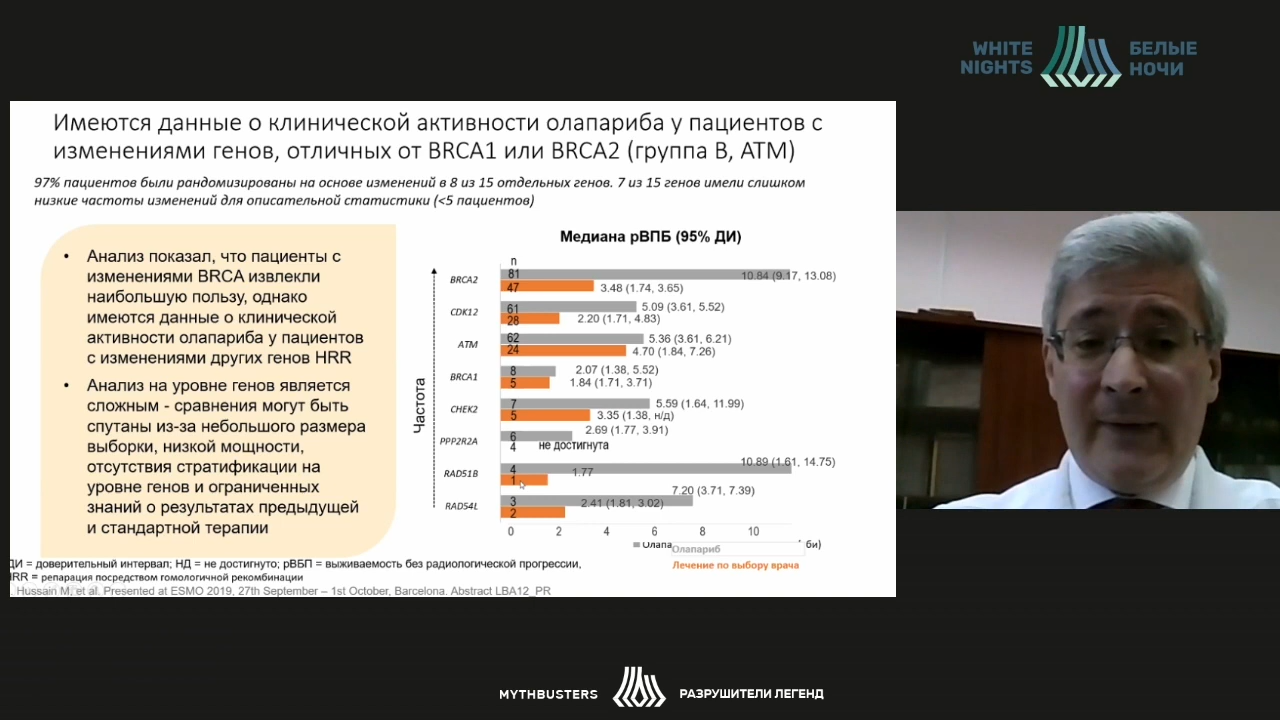 WHITE
NIGHTS
БЕЛЫЕ
НОЧИ
Имеются данные о клинической активности олапариба у пациентов с
изменениями генов, отличных от BRCA1 или BRCA2 (группа В, АТМ)
97% пациентов были рандомизированы на основе изменений в 8 из 15 отдельных генов. 7 из 15 генов имели слишком
низкие частоты изменений для описательной статистики (<5 пациентов)
• Анализ показал, что пациенты с
изменениями BRCA извлекли
наибольшую пользу, однако
имеются данные о клинической
активности олапариба у пациентов
с изменениями других генов HRR
• Анализ на уровне генов является
сложным - сравнения могут быть
спутаны из-за небольшого размера
выборки, низкой мощности,
отсутствия стратификации на
уровне генов и ограниченных
знаний о результатах предыдущей
и стандартной терапии
Медиана рВПБ (95% ДИ)
n
Частота
BRCA2
81
10.84 (9.17, 13.08)
47
3.48 (1.74, 3.65)
CDK12
61
5.09 (3.61, 5.52)
28
2.20 (1.71, 4.83)
ATM
62
5.36 (3.61, 6.21)
24
4.70 (1.84, 7.26)
BRCA1
8
2.07 (1.38, 5.52)
5
1.84 (1.71, 3.71)
CHEK2
7
5.59 (1.64, 11.99)
5
3.35 (1.38, н/д)
PPP2R2A
6
2.69 (1.77, 3.91)
4
не достигнута
RAD51B
4
10.89 (1.61, 14.75)
1
1.77
RAD54L
3
7.20 (3.71, 7.39)
2
2.41 (1.81, 3.02)
0 2 4 6 8 10
Олапариб
Лечение по выбору врача
ДИ = доверительный интервал; НД = не достигнуто; рВБП = выживаемость без радиологической прогрессии,
HRR = репарация посредством гомологичной рекомбинации
Hussain M, et al. Presented at ESMO 2019, 27th September – 1st October, Barcelona. Abstract LBA12_PR
MYTHBUSTERS
РАЗРУШИТЕЛИ ЛЕГЕНД